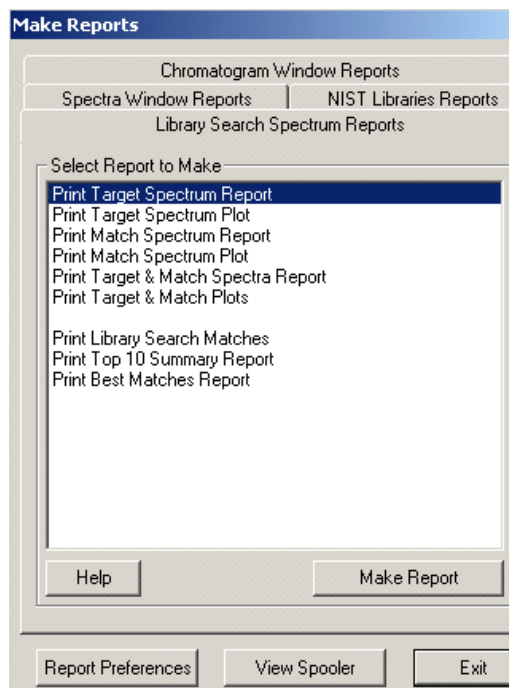 Make Reports
Chromatogram Window Reports
Spectra Window Reports
NIST Libraries Reports
Library Search Spectrum Reports
Select Report to Make
Print Target Spectrum Report
Print Target Spectrum Plot
Print Match Spectrum Report
Print Match Spectrum Plot
Print Target & Match Spectra Report
Print Target & Match Plots
Print Library Search Matches
Print Top 10 Summary Report
Print Best Matches Report
Help
Make Report
Report Preferences
View Spooler
Exit